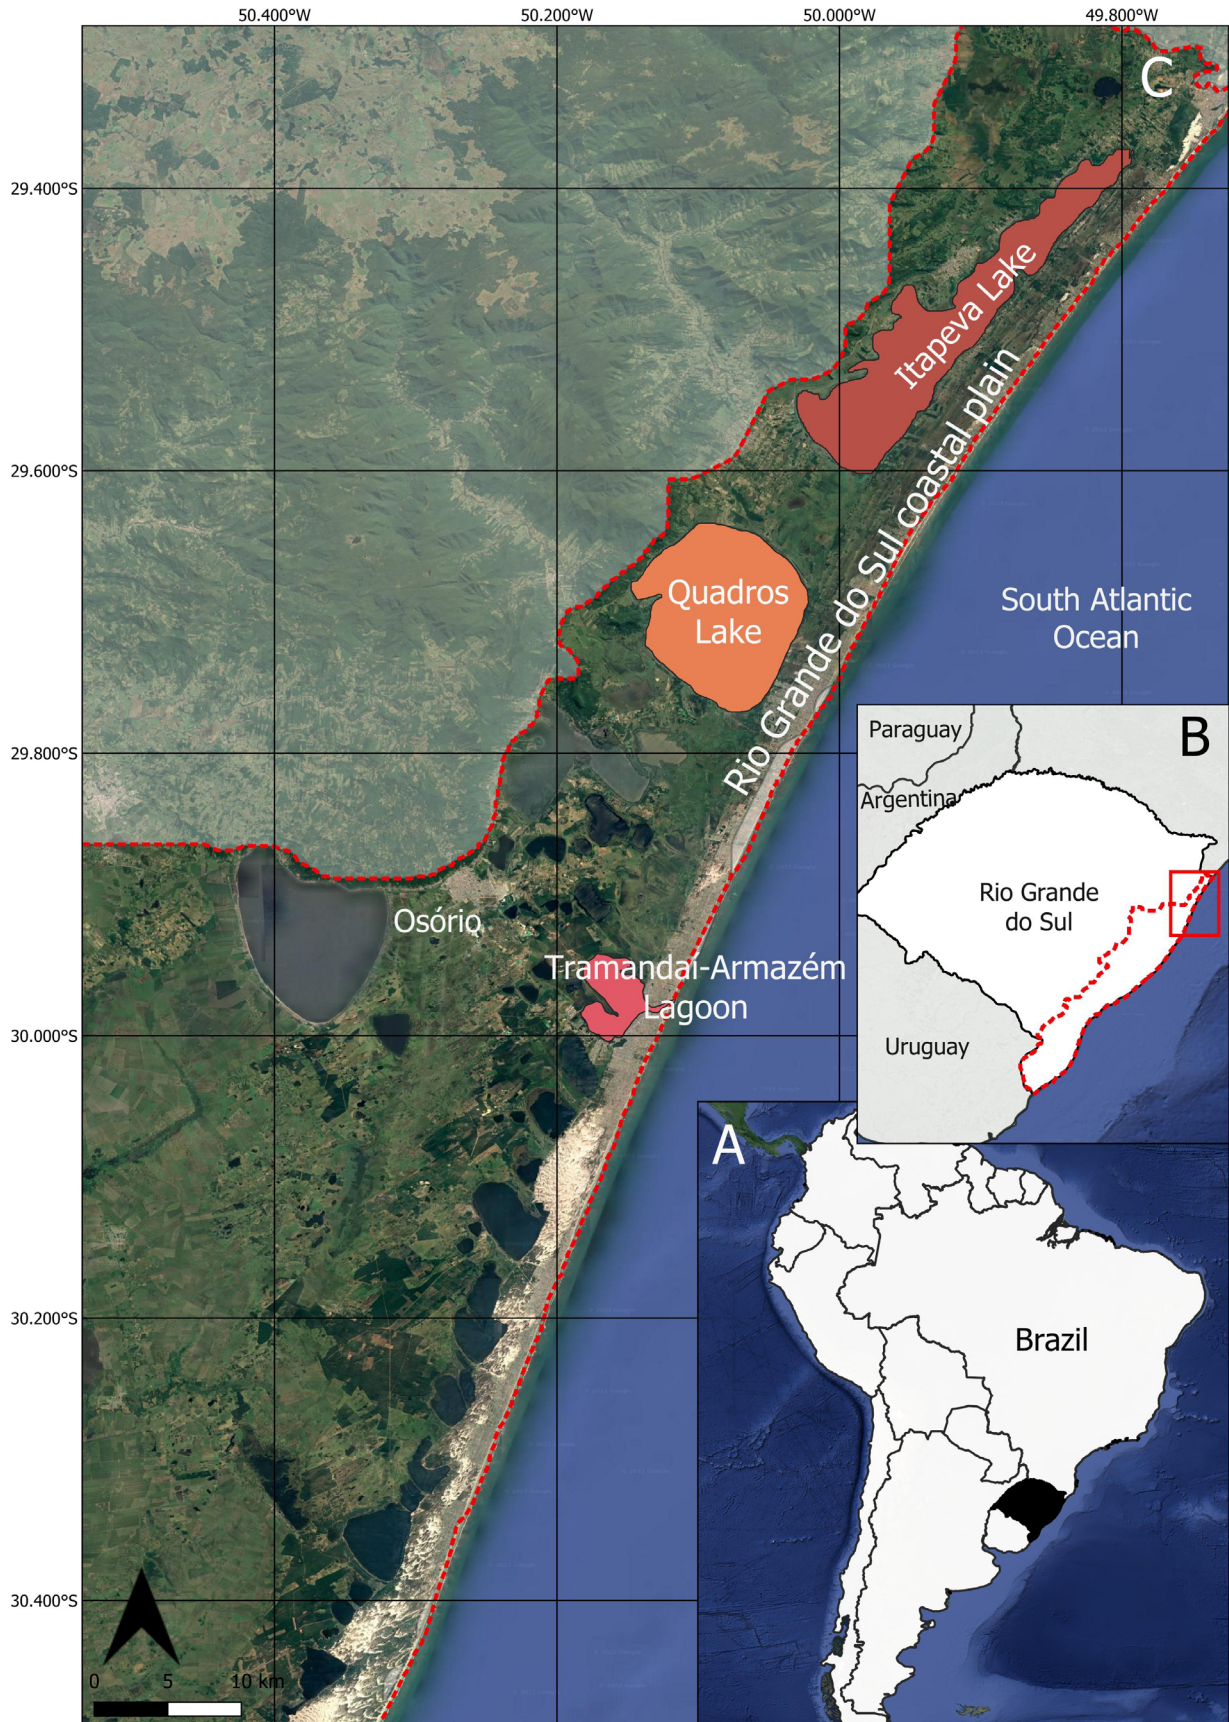 50.400°W
50.200°W
50.000°W
49.800°W
C
29.400°S
Itapeva Lake
29.600°S
Rio Grande do Sul coastal plain
Quadros
Lake
South Atlantic
Ocean
29.800°S
B
Paraguay
Argentina
Rio Grande
do Sul
Uruguay
Osório
Tramandaí-Armazém
Lagoon
30.000°S
A
Brazil
30.200°S
30.400°S
0
5
10 km